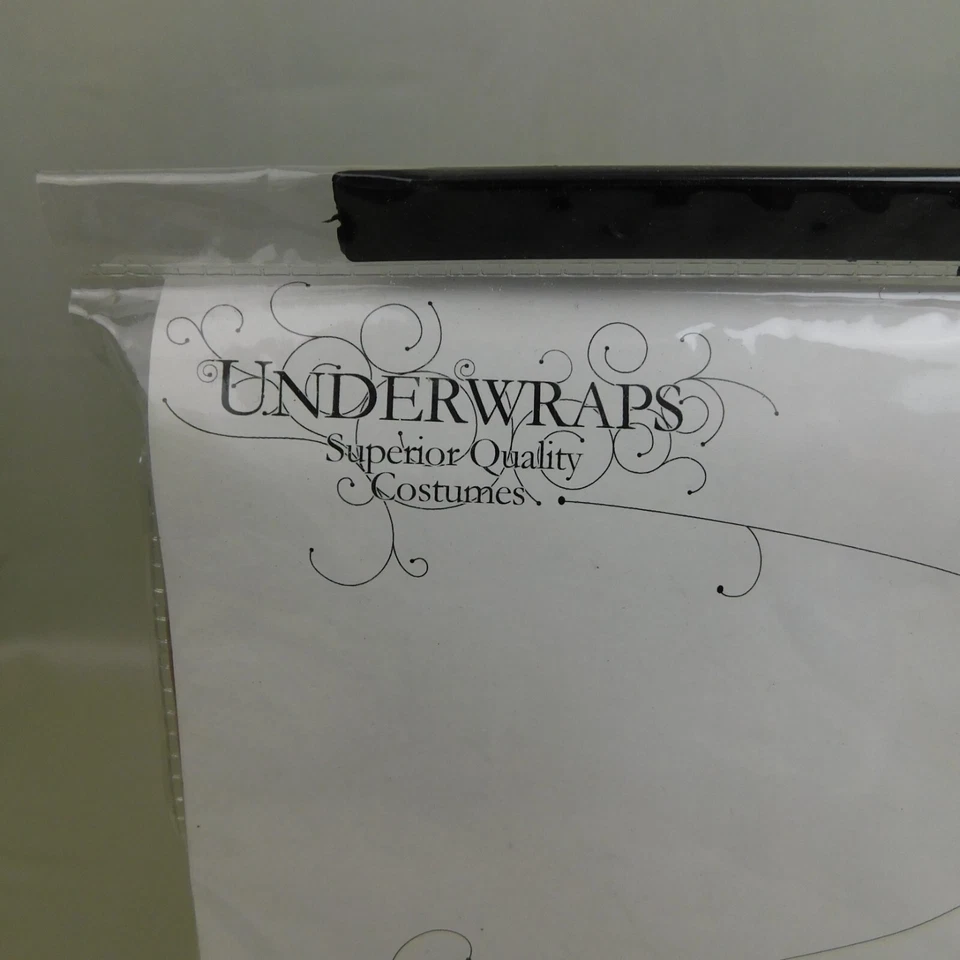 UNDERWRAPS
Superior Quality
Costumes